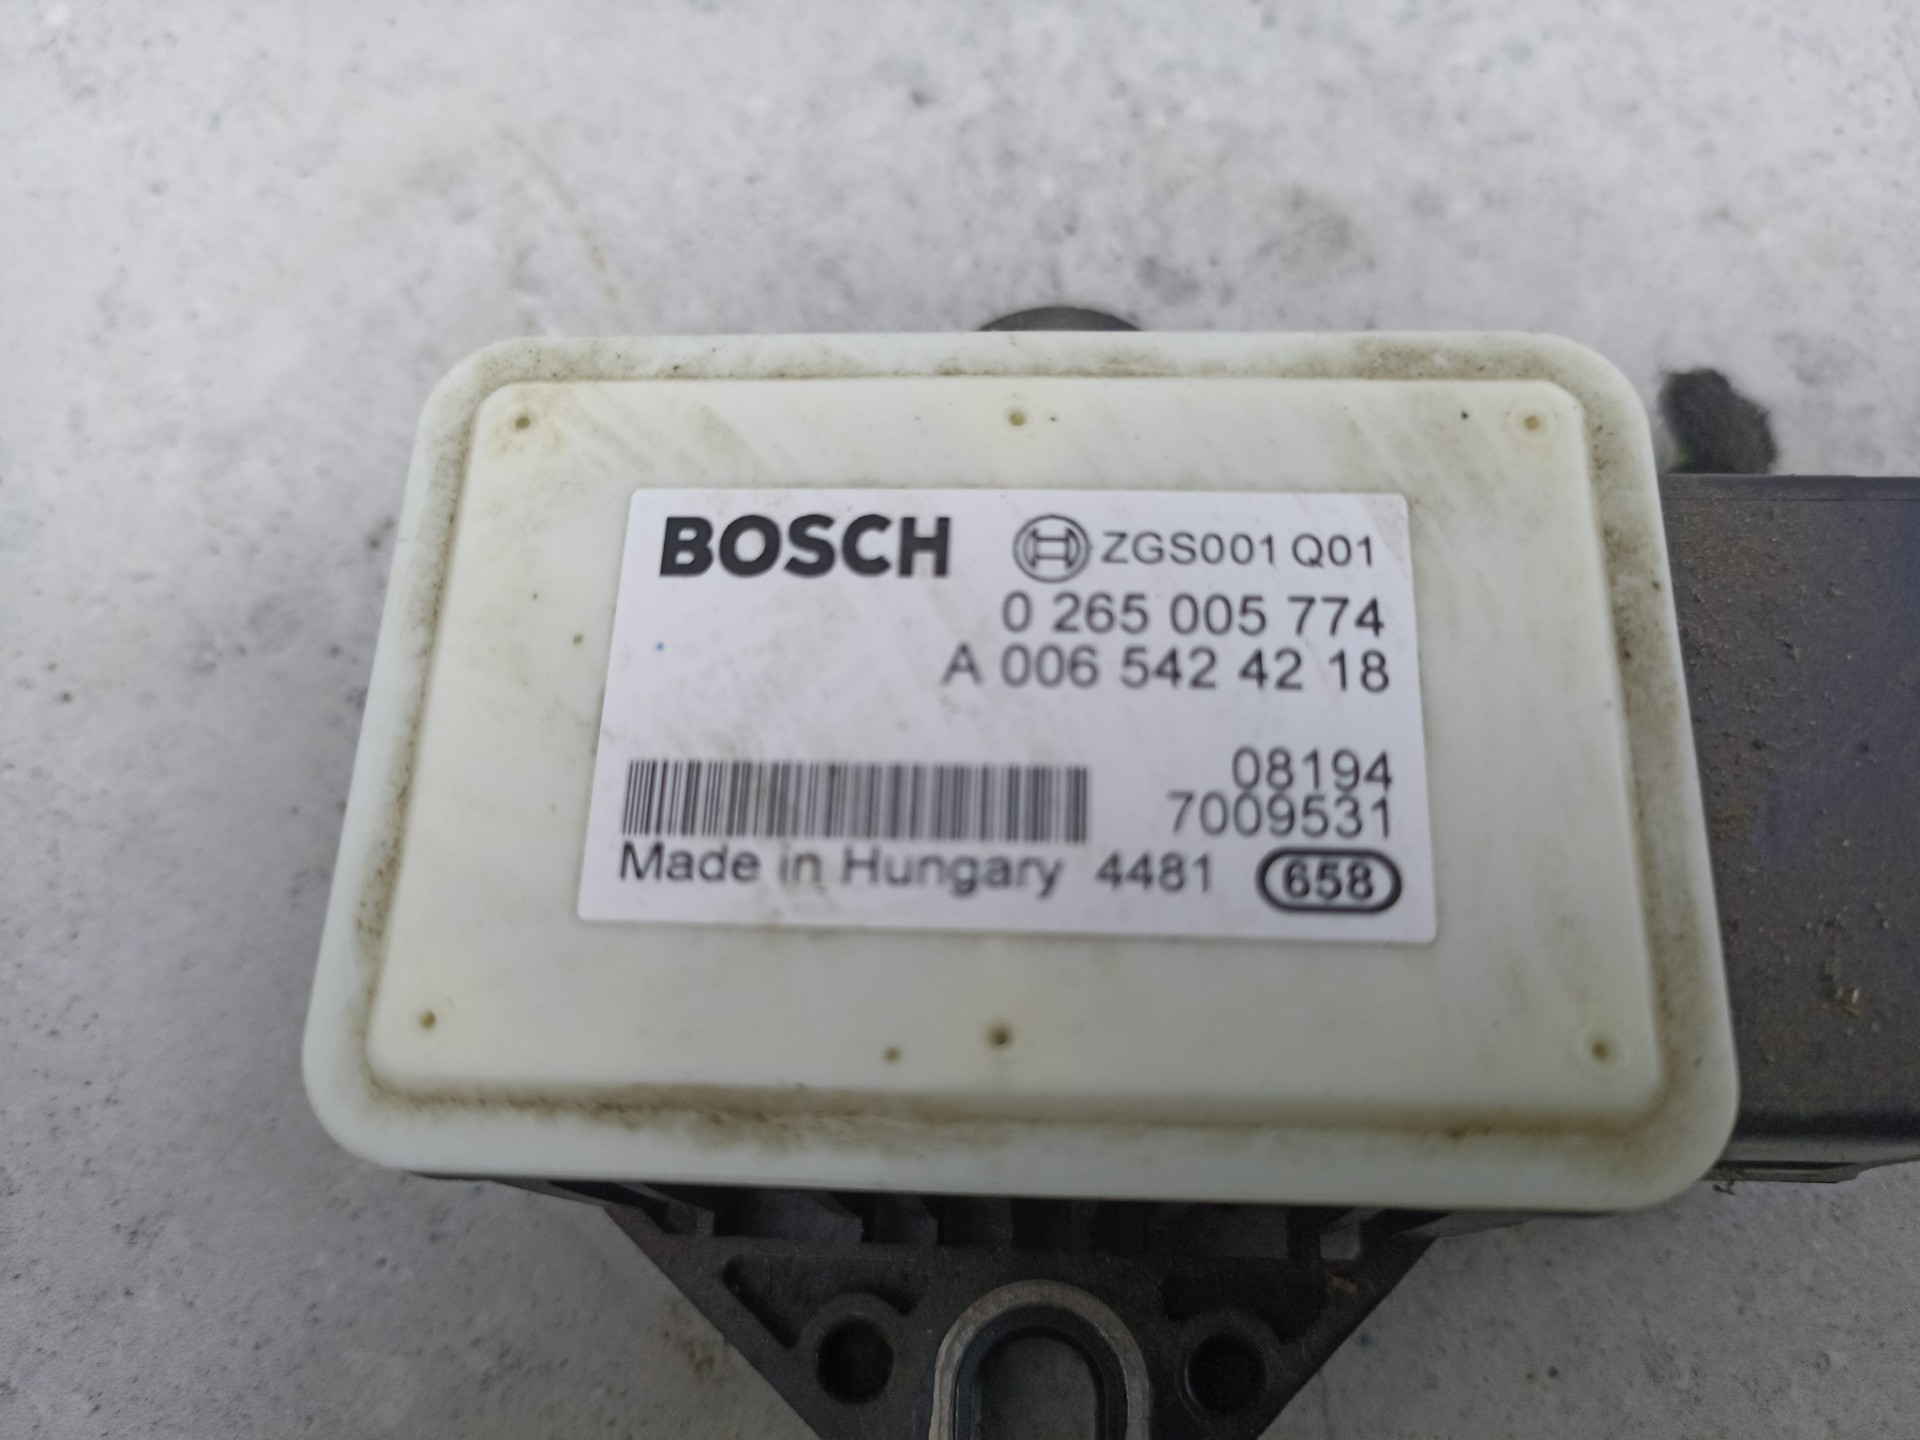 BOSCH ZGS001 Q01
0 265 005 774
A 006 542 42 18
08194
7009531
Made in Hungary 4481 658